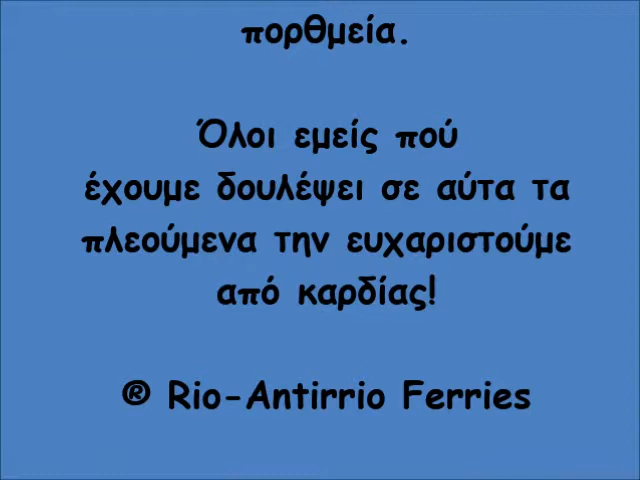 πορθμεία.
Όλοι εμείς πού
έχουμε δουλέψει σε αύτα τα
πλεούμενα την ευχαριστούμε
από καρδίας!
® Rio-Antirrio Ferries